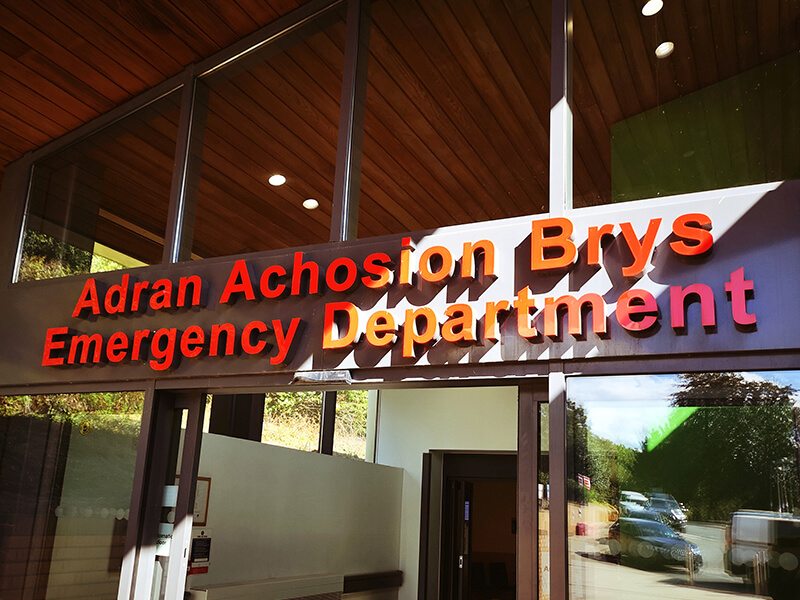 Adran Achosion Brys
Emergency Department